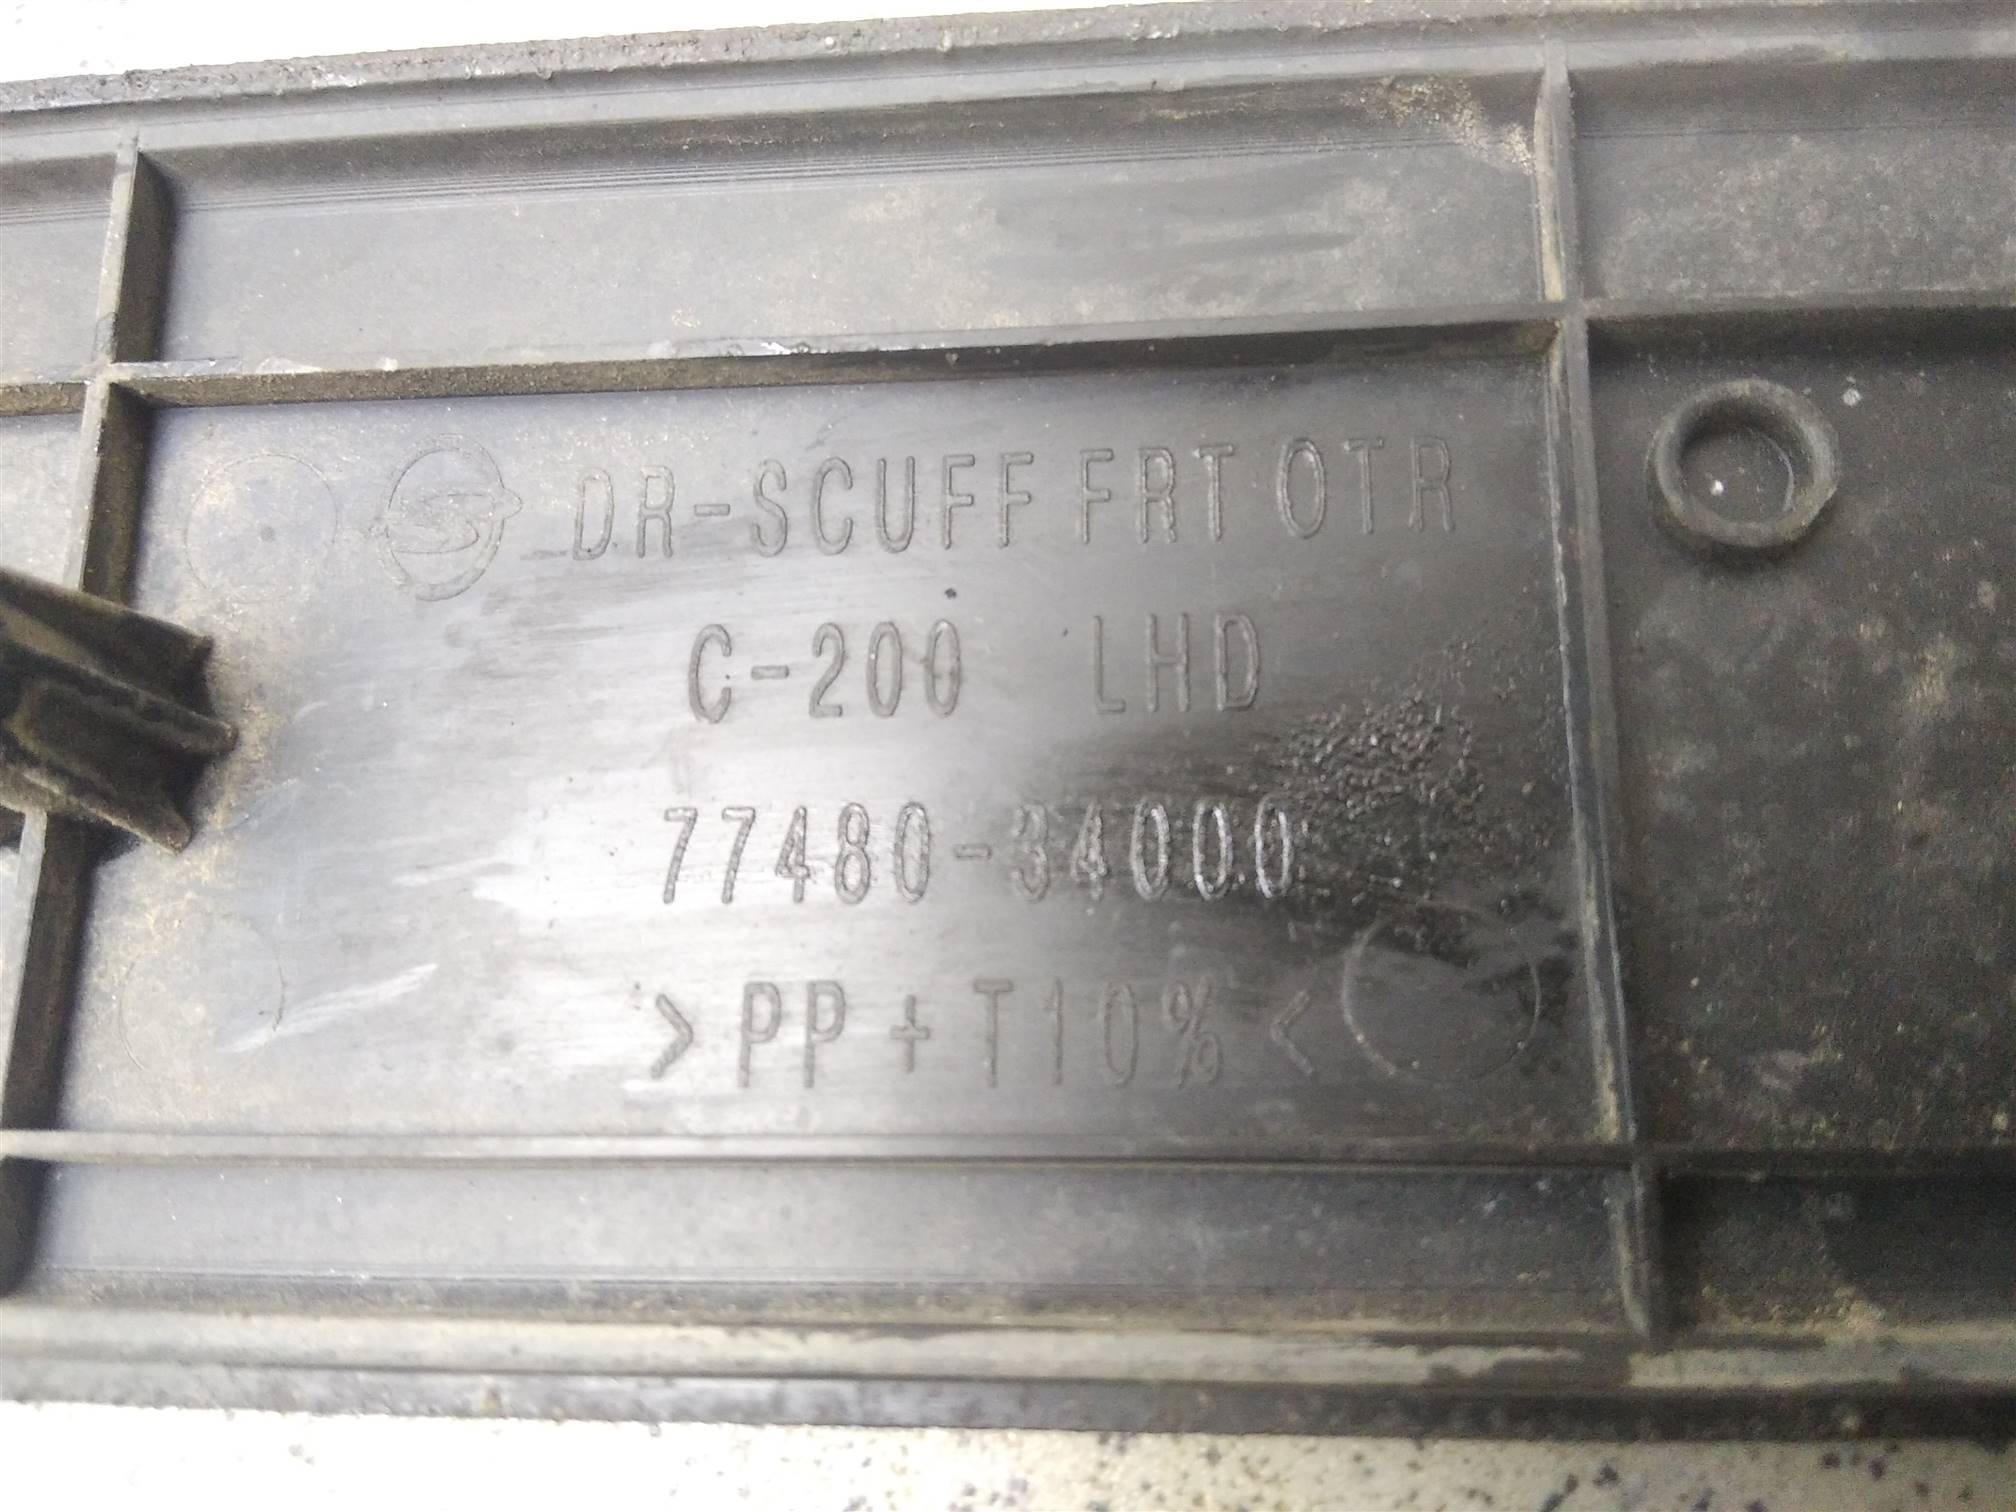 DR-SCUFF FRT OTR
C-200 LHD
77480-34000
>PP+T10%<